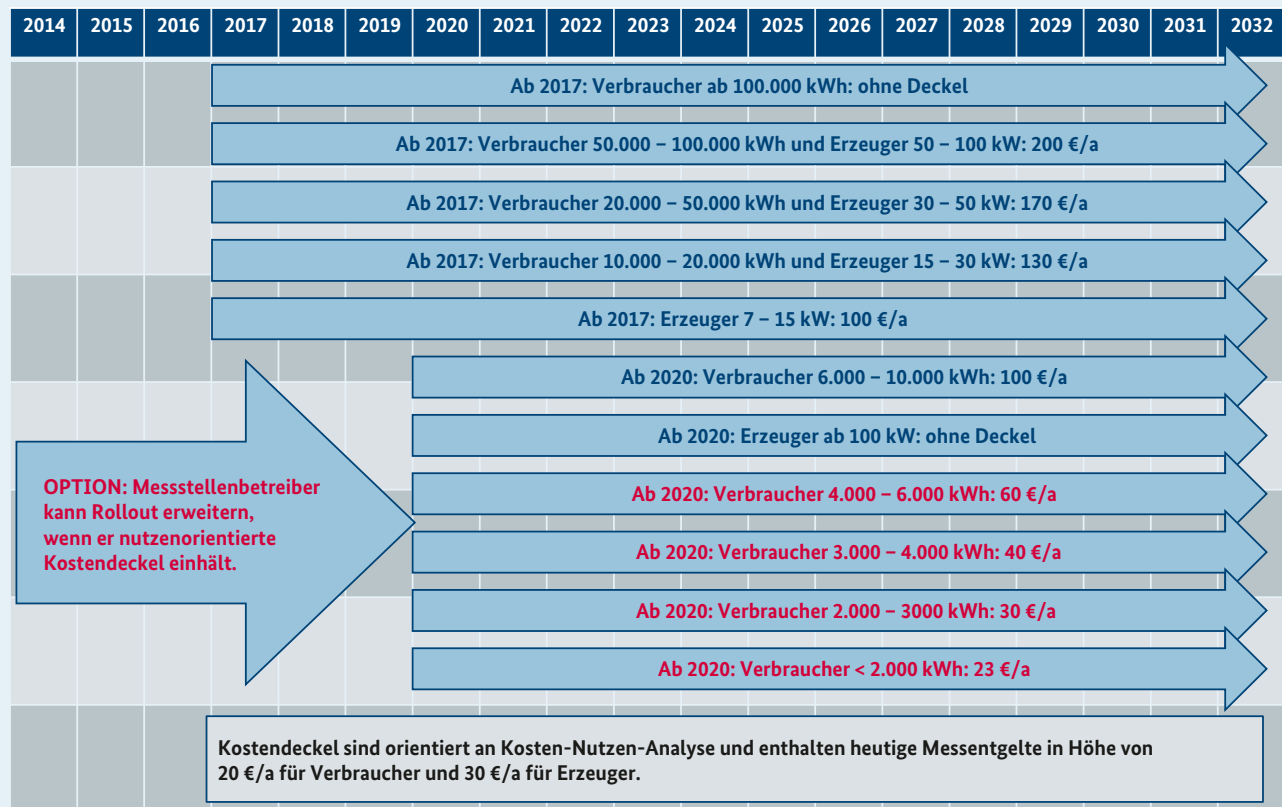 2014 2015 2016 2017 2018 2019 2020 2021 2022 2023 2024 2025 2026 2027 2028 2029 2030 2031 2032
Ab 2017: Verbraucher ab 100.000 kWh: ohne Deckel
Ab 2017: Verbraucher 50.000 – 100.000 kWh und Erzeuger 50 – 100 kW: 200 €/a
Ab 2017: Verbraucher 20.000 – 50.000 kWh und Erzeuger 30 – 50 kW: 170 €/a
Ab 2017: Verbraucher 10.000 – 20.000 kWh und Erzeuger 15 – 30 kW: 130 €/a
Ab 2017: Erzeuger 7 – 15 kW: 100 €/a
Ab 2020: Verbraucher 6.000 – 10.000 kWh: 100 €/a
Ab 2020: Erzeuger ab 100 kW: ohne Deckel
OPTION: Messstellenbetreiber
kann Rollout erweitern,
wenn er nutzenorientierte
Kostendeckel einhält.
Ab 2020: Verbraucher 4.000 – 6.000 kWh: 60 €/a
Ab 2020: Verbraucher 3.000 – 4.000 kWh: 40 €/a
Ab 2020: Verbraucher 2.000 – 3000 kWh: 30 €/a
Ab 2020: Verbraucher < 2.000 kWh: 23 €/a
Kostendeckel sind orientiert an Kosten-Nutzen-Analyse und enthalten heutige Messentgelte in Höhe von
20 €/a für Verbraucher und 30 €/a für Erzeuger.